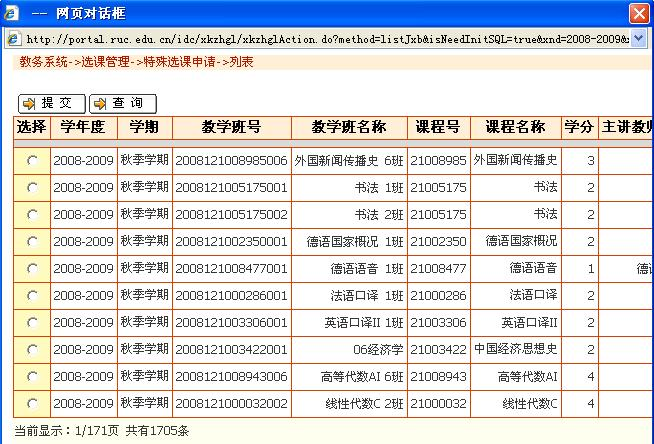 -- 网页对话框
http://portal.ruc.edu.cn/idc/xkzhgl/xkzhglAction.do?method=listJxb&isNeedInitSQL=true&xnd=2008-2009&x
教务系统->选课管理->特殊选课申请->列表
提 交 查 询
选择 学年度 学期 教学班号 教学班名称 课程号 课程名称 学分 主讲教师
2008-2009 秋季学期 2008121008985006 外国新闻传播史 6班 21008985 外国新闻传播史 3
2008-2009 秋季学期 2008121005175001 书法 1班 21005175 书法 2
2008-2009 秋季学期 2008121005175002 书法 2班 21005175 书法 2
2008-2009 秋季学期 2008121002350001 德语国家概况 1班 21002350 德语国家概况 2
2008-2009 秋季学期 2008121008477001 德语语音 1班 21008477 德语语音 1
2008-2009 秋季学期 2008121000286001 法语口译 1班 21000286 法语口译 2
2008-2009 秋季学期 2008121003306001 英语口译II 1班 21003306 英语口译II 2
2008-2009 秋季学期 2008121003422001 06经济学 21003422 中国经济思想史 2
2008-2009 秋季学期 2008121008943006 高等代数AI 6班 21008943 高等代数AI 4
2008-2009 秋季学期 2008121000032002 线性代数C 2班 21000032 线性代数C 4
当前显示：1/171页 共有1705条